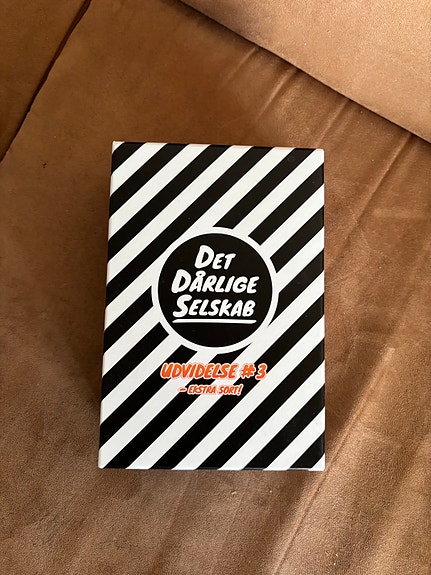 DET
DÅRLIGE
SELSKAB
UDVIDELSE #3
– EKSTRA SORT!